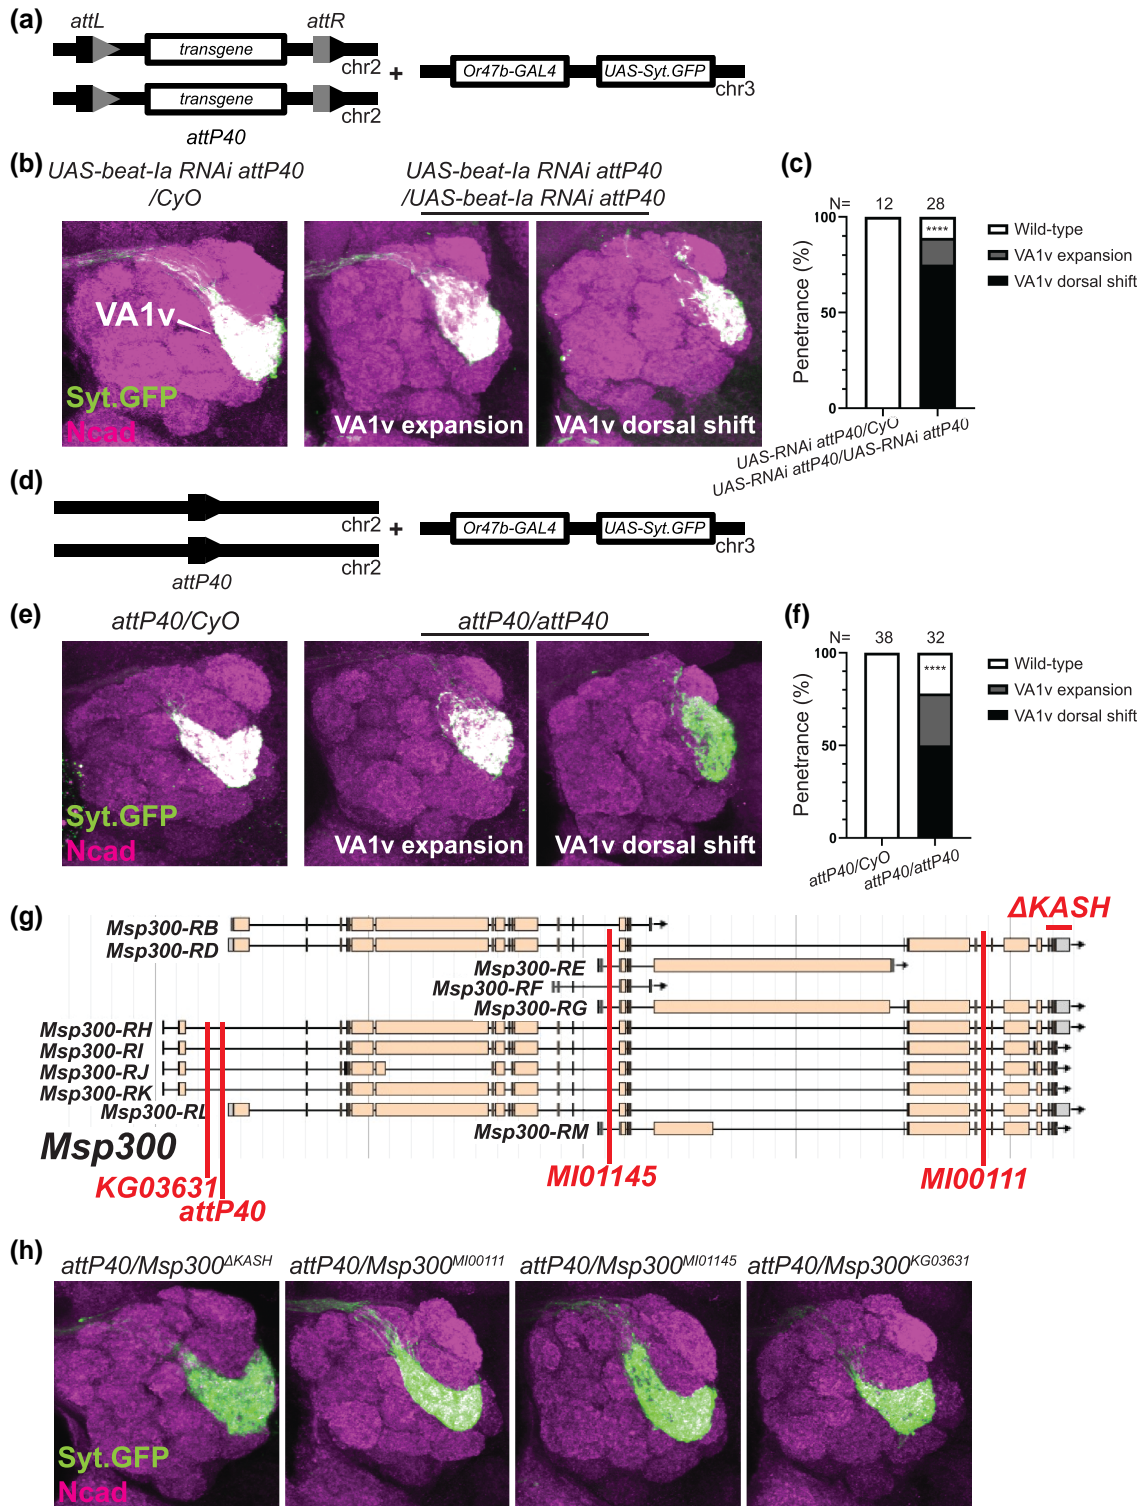 (a)
attL
attR
transgene
chr2
+
Or47b-GAL4
UAS-Syt.GFP
chr3
transgene
chr2
attP40
(b)
UAS-beat-Ia RNAi attP40
/CyO
UAS-beat-Ia RNAi attP40
/UAS-beat-Ia RNAi attP40
VA1v
Syt.GFP
Ncad
VA1v expansion
VA1v dorsal shift
(c)
N=
12
28
100
50
0
Penetrance (%)
****
Wild-type
VA1v expansion
VA1v dorsal shift
UAS-RNAi attP40/CyO
UAS-RNAi attP40/UAS-RNAi attP40
(d)
chr2
+
Or47b-GAL4
UAS-Syt.GFP
chr3
chr2
attP40
(e)
attP40/CyO
attP40/attP40
Syt.GFP
Ncad
VA1v expansion
VA1v dorsal shift
(f)
N=
38
32
100
50
0
Penetrance (%)
****
Wild-type
VA1v expansion
VA1v dorsal shift
attP40/CyO
attP40/attP40
(g)
ΔKASH
Msp300-RB
Msp300-RD
Msp300-RE
Msp300-RF
Msp300-RG
Msp300-RH
Msp300-RI
Msp300-RJ
Msp300-RK
Msp300-RL
Msp300-RM
Msp300
KG03631
attP40
MI01145
MI00111
(h)
attP40/Msp300ΔKASH
attP40/Msp300MI00111
attP40/Msp300MI01145
attP40/Msp300KG03631
Syt.GFP
Ncad